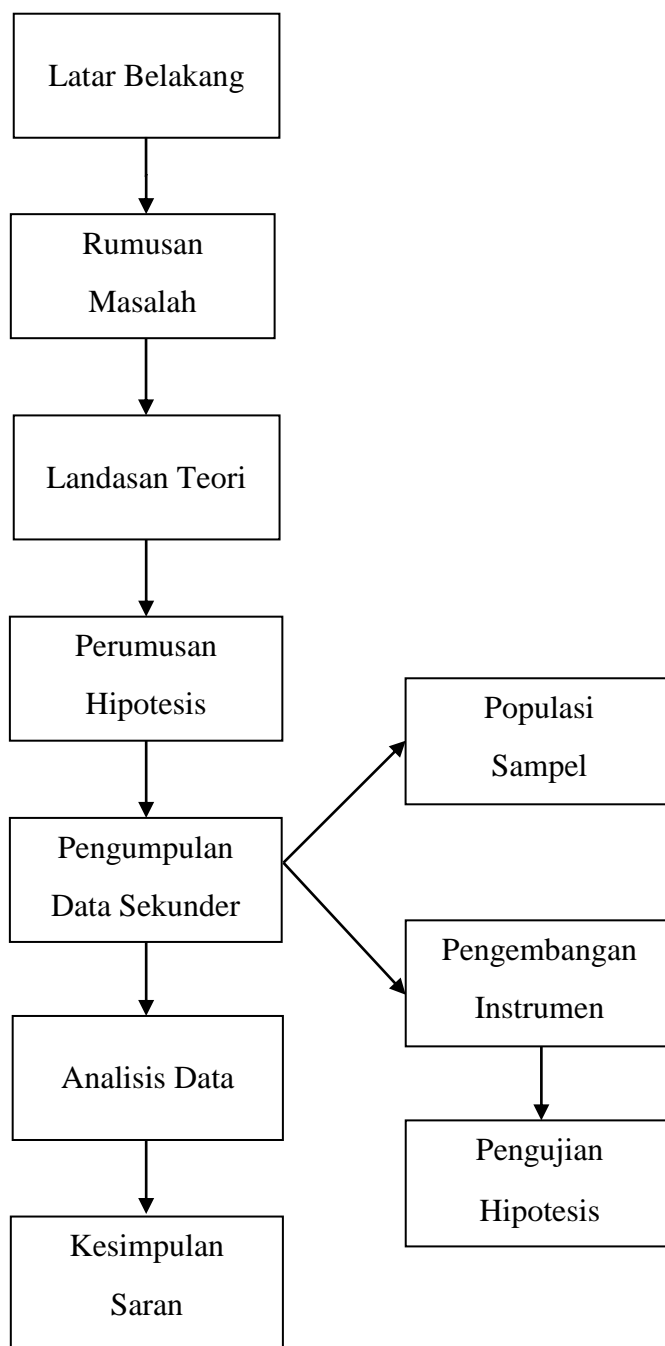 Latar Belakang
Rumusan
Masalah
Landasan Teori
Perumusan
Hipotesis
Populasi
Sampel
Pengumpulan
Data Sekunder
Pengembangan
Instrumen
Analisis Data
Pengujian
Hipotesis
Kesimpulan
Saran